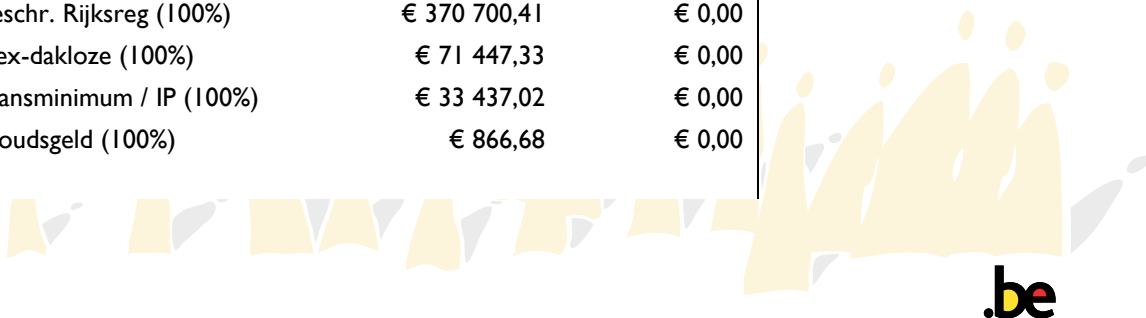 eschr. Rijksreg (100%) € 370 700,41 € 0,00
ex-dakloze (100%) € 71 447,33 € 0,00
ansminimum / IP (100%) € 33 437,02 € 0,00
oudsgeld (100%) € 866,68 € 0,00
.be